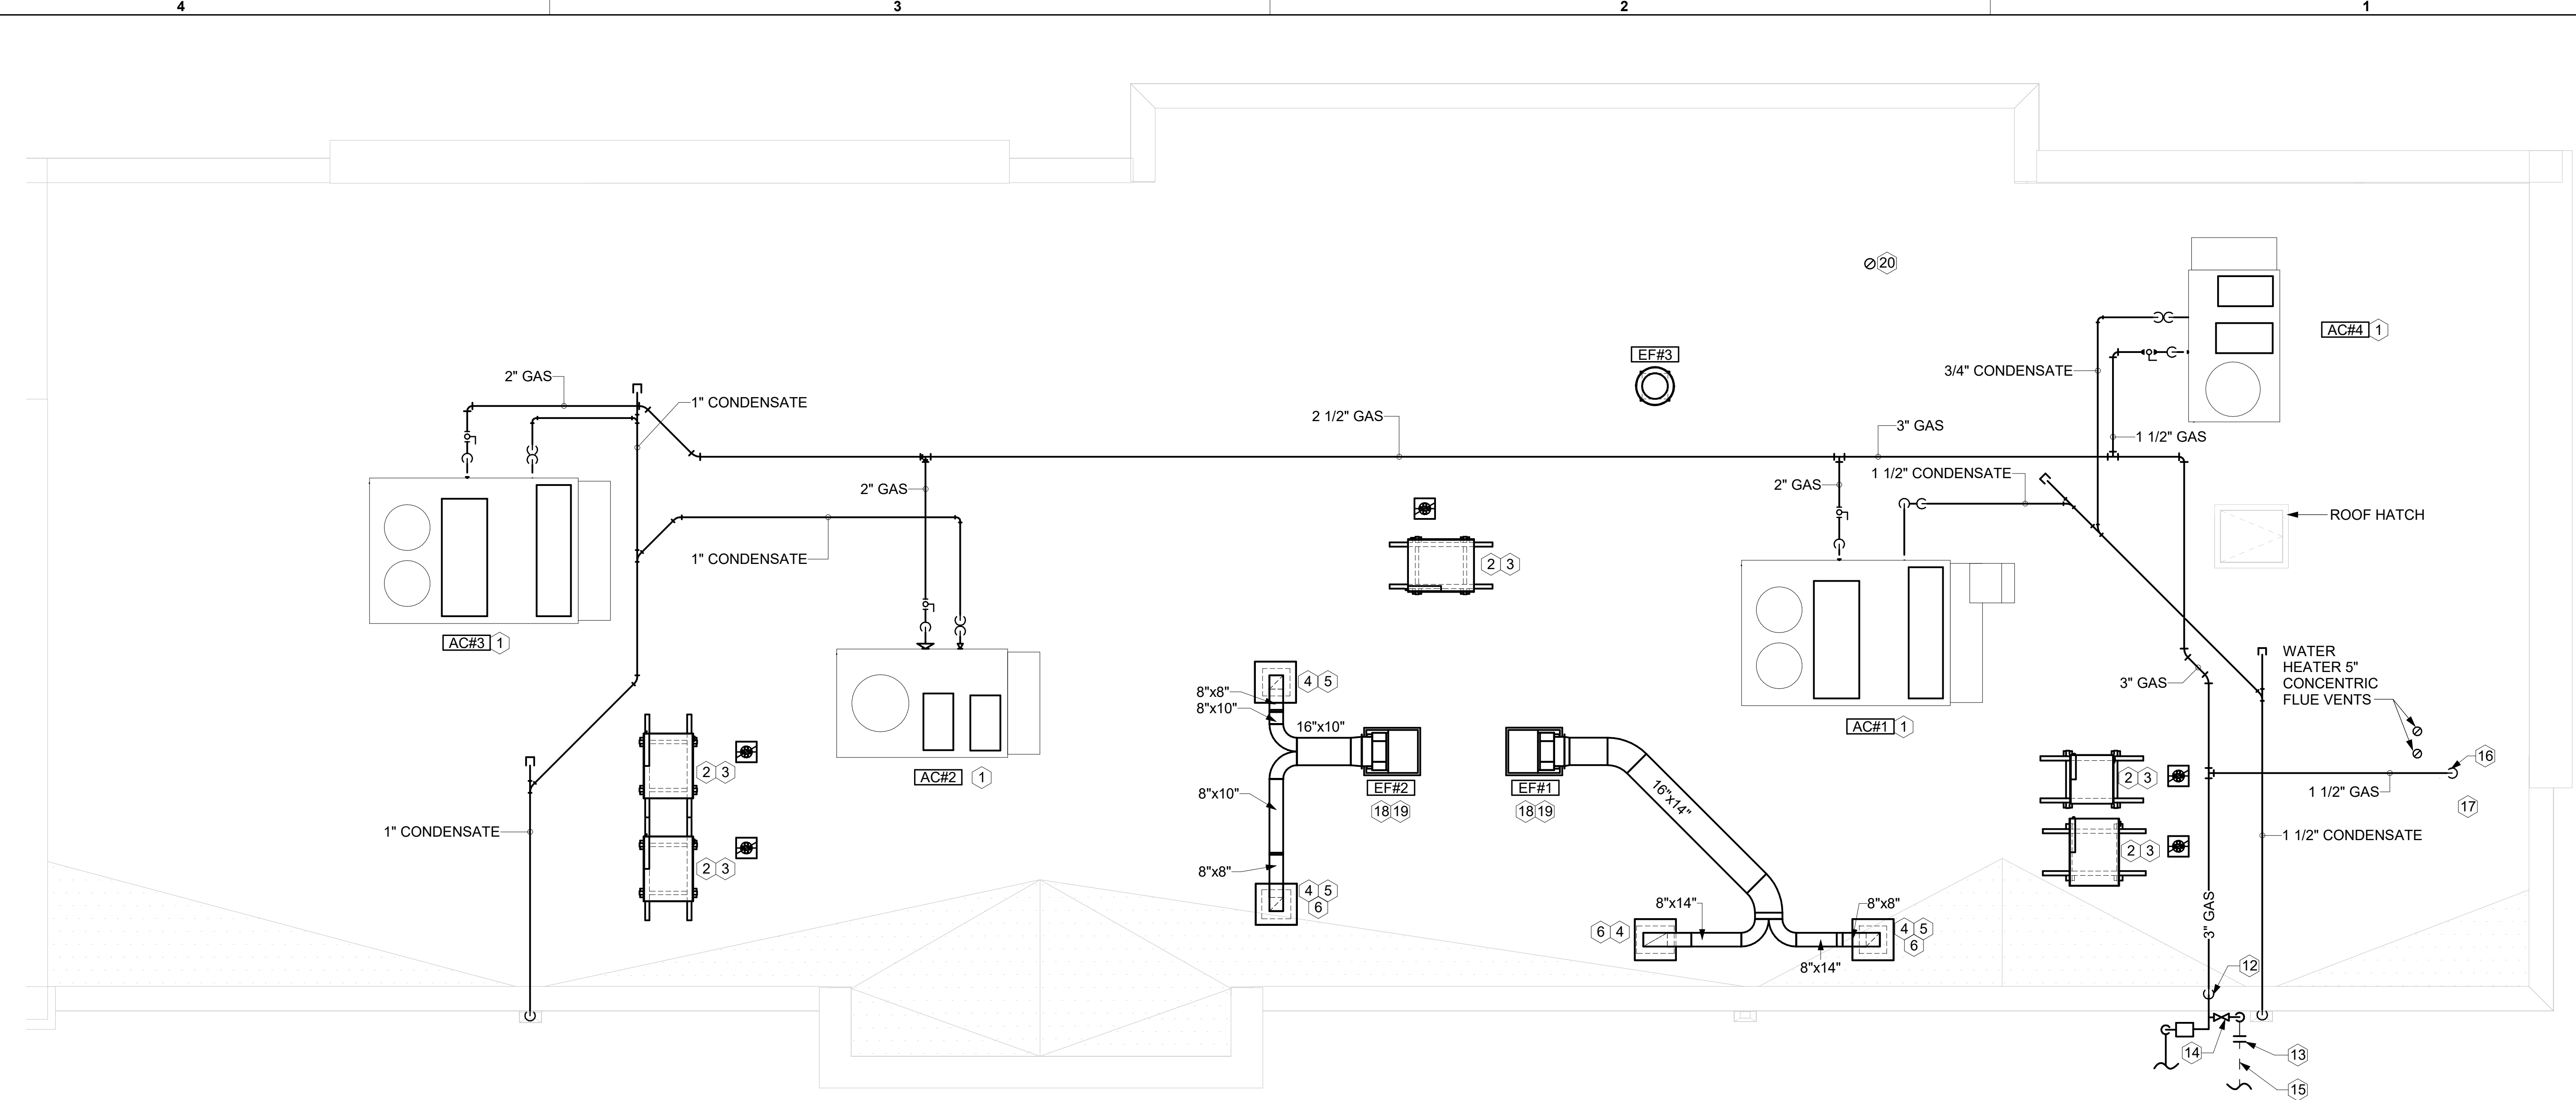 4
3
2
1
20
AC#4 1
EF#3
3/4" CONDENSATE
2" GAS
1" CONDENSATE
2 1/2" GAS
3" GAS
1 1/2" GAS
1 1/2" CONDENSATE
2" GAS
2" GAS
ROOF HATCH
1" CONDENSATE
2 3
AC#3 1
WATER
HEATER 5"
CONCENTRIC
FLUE VENTS
3" GAS
4 5
8"x8"
8"x10"
16"x10"
AC#1 1
16
2 3
AC#2 1
2 3
EF#2
EF#1
18 19
18 19
16"x14"
1 1/2" GAS
17
8"x10"
1" CONDENSATE
1 1/2" CONDENSATE
2 3
2 3
8"x8"
4 5
6
8"x14"
8"x8"
6 4
4 5
6
8"x14"
3" GAS
12
14
13
15